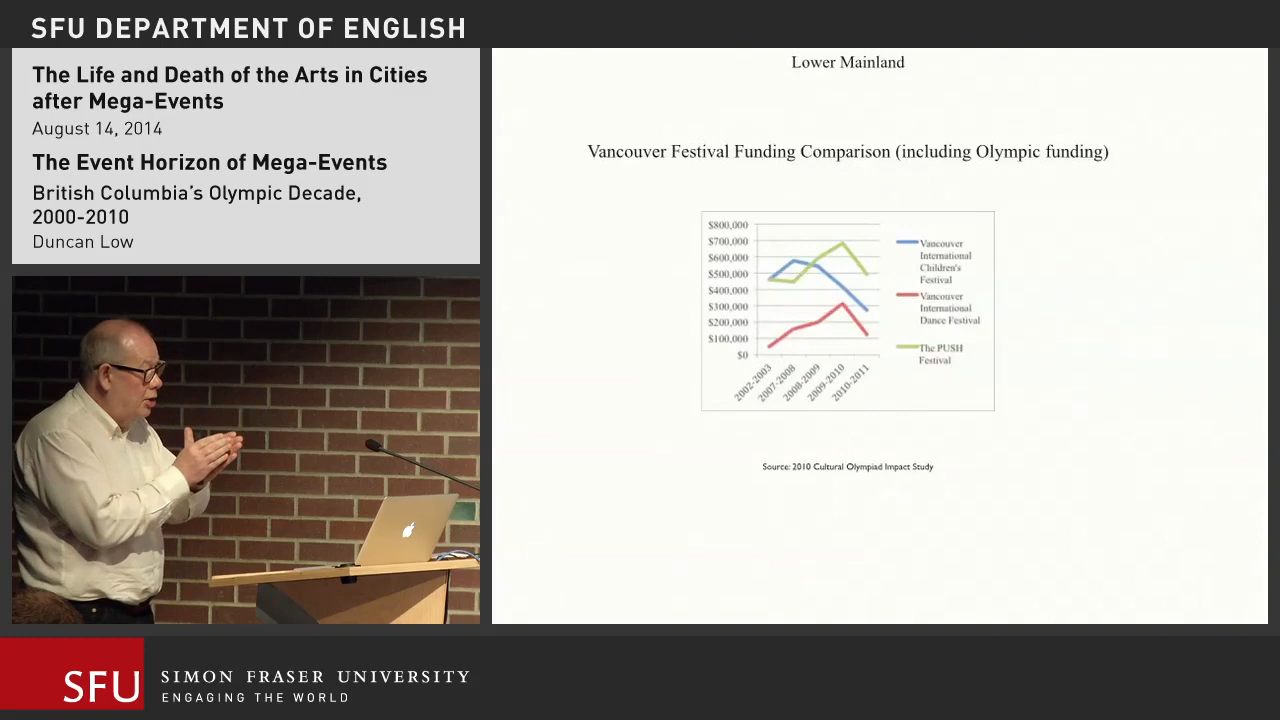 SFU DEPARTMENT OF ENGLISH
The Life and Death of the Arts in Cities
after Mega-Events
August 14, 2014
The Event Horizon of Mega-Events
British Columbia's Olympic Decade,
2000-2010
Duncan Low
Lower Mainland
Vancouver Festival Funding Comparison (including Olympic funding)
$800,000
$700,000
$600,000
$500,000
$400,000
$300,000
$200,000
$100,000
$0
2002-2003
2007-2008
2008-2009
2009-2010
2010-2011
Vancouver
International
Children's
Festival
Vancouver
International
Dance Festival
The PUSH
Festival
Source: 2010 Cultural Olympiad Impact Study
SFU
SIMON FRASER UNIVERSITY
ENGAGING THE WORLD